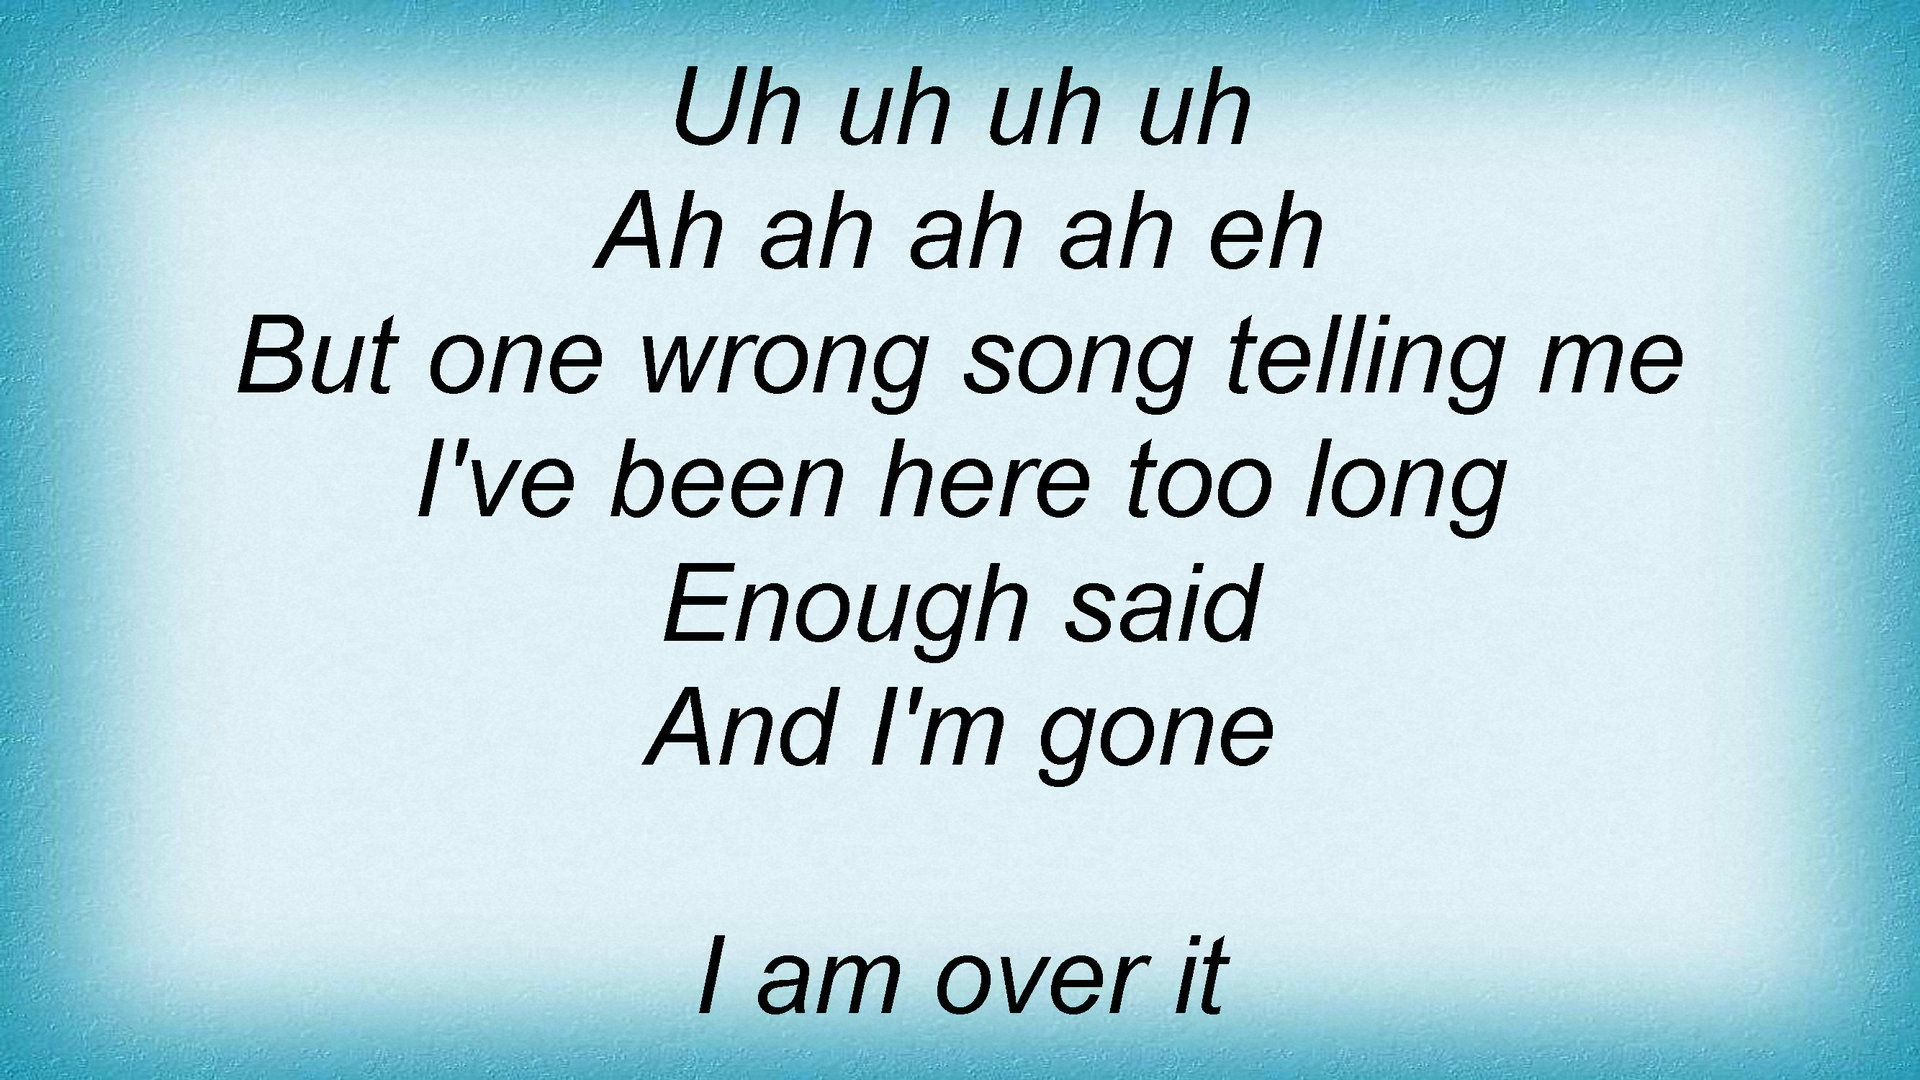 Uh uh uh uh
Ah ah ah ah eh
But one wrong song telling me
I've been here too long
Enough said
And I'm gone
I am over it